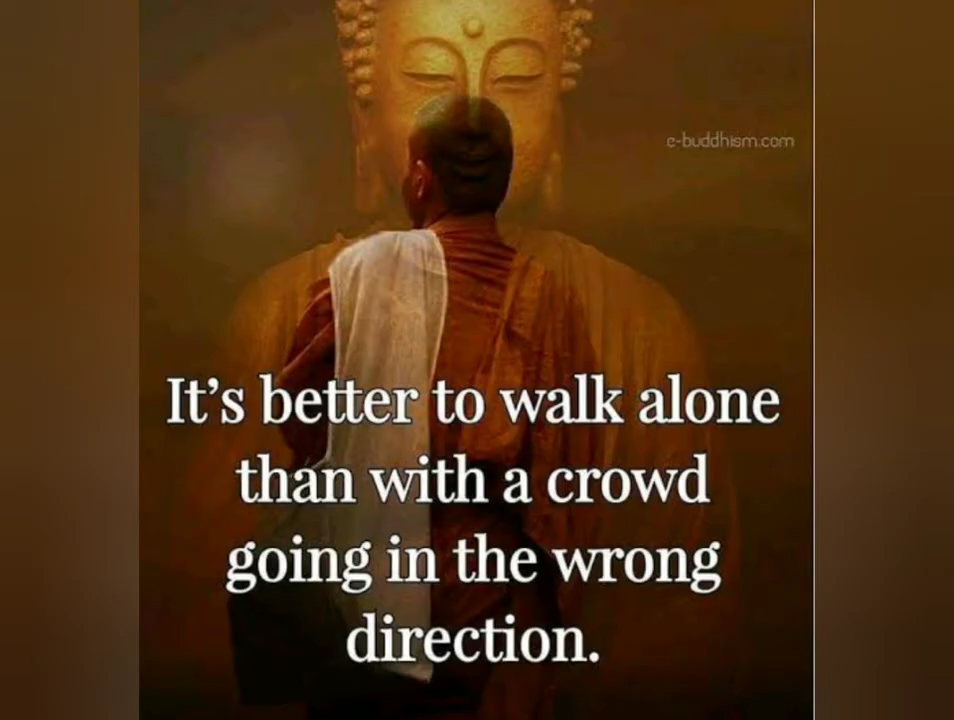 e-buddhism.com
It's better to walk alone
than with a crowd
going in the wrong
direction.